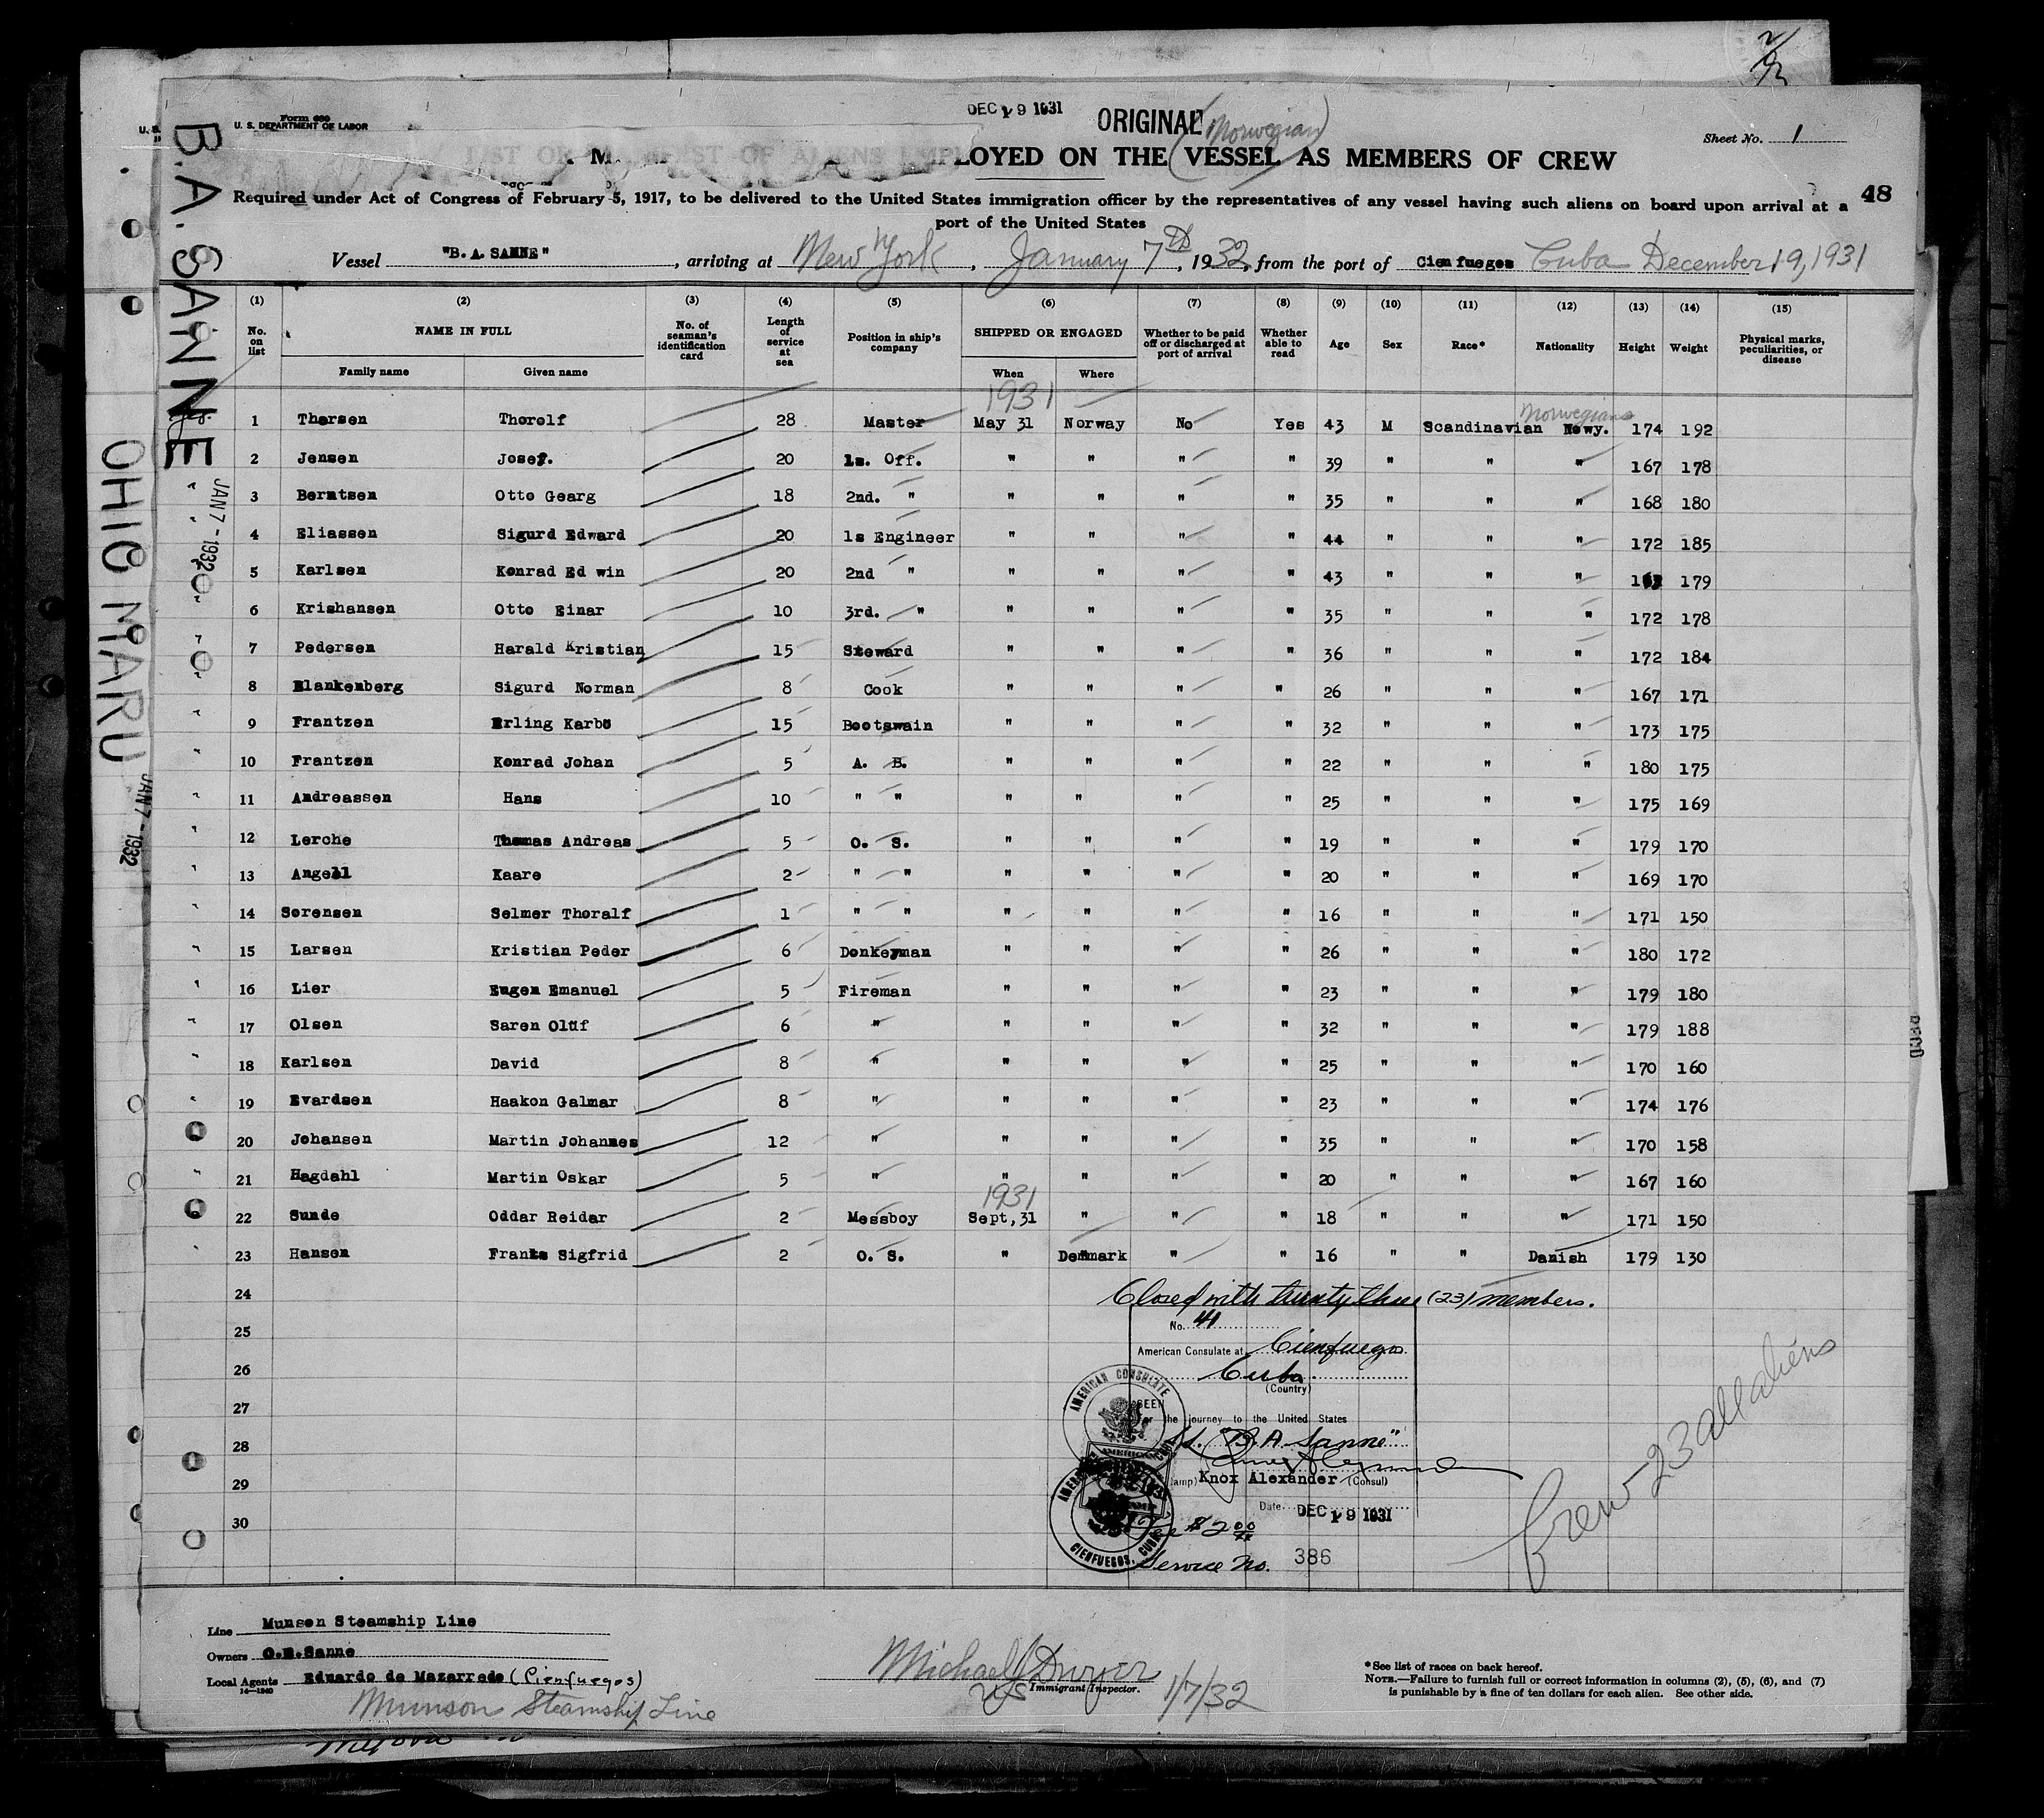 2/2
DEC 19 1931
ORIGINAL
(Norwegian)
Form 680
U. S. DEPARTMENT OF LABOR
Sheet No. 1
LIST OF ALIENS EMPLOYED ON THE VESSEL AS MEMBERS OF CREW
48
Required under Act of Congress of February 5, 1917, to be delivered to the United States immigration officer by the representatives of any vessel having such aliens on board upon arrival at a
port of the United States
Vessel "B. A. SANNE", arriving at New York, January 7th, 1932, from the port of Cienfuegos Cuba December 19, 1931
B.A. SANNE
OHIO MARU
JAN 7 - 1932
JAN 7 - 1932
(1) (2) (3) (4) (5) (6) (7) (8) (9) (10) (11) (12) (13) (14) (15)
No. on list NAME IN FULL No. of seaman's identification card Length of service at sea Position in ship's company SHIPPED OR ENGAGED Whether to be paid off or discharged at port of arrival Whether able to read Age Sex Race* Nationality Height Weight Physical marks, peculiarities, or disease
Family name Given name When Where
1931
Norwegians
1 Thorsen Thorolf 28 Master May 31 Norway No Yes 43 M Scandinavian Nowy. 174 192
2 Jensen Josef. 20 1s. Off. " " " " 39 " " " 167 178
3 Berntsen Otto Gearg 18 2nd. " " " " " 35 " " " 168 180
4 Eliassen Sigurd Edward 20 1s Engineer " " " " 44 " " " 172 185
5 Karlsen Konrad Ed win 20 2nd " " " " " 43 " " " 179
6 Krishansen Otto Einar 10 3rd. " " " " " 35 " " " 172 178
7 Pedersen Harald Kristian 15 Steward " " " " 36 " " " 172 184
8 Blankenberg Sigurd Norman 8 Cook " " " " 26 " " " 167 171
9 Frantzen Erling Karbo 15 Bootswain " " " " 32 " " " 173 175
10 Frantzen Konrad Johan 5 A. B. " " " " 22 " " " 180 175
11 Andreassen Hans 10 " " " " " " 25 " " " 175 169
12 Lerche Thomas Andreas 5 O. S. " " " " 19 " " " 179 170
13 Angell Kaare 2 " " " " " " 20 " " " 169 170
14 Sorensen Selmer Thoralf 1 " " " " " " 16 " " " 171 150
15 Larsen Kristian Peder 6 Donkeyman " " " " 26 " " " 180 172
16 Lier Eugen Emanuel 5 Fireman " " " " 23 " " " 179 180
17 Olsen Saren Oluf 6 " " " " " 32 " " " 179 188
18 Karlsen David 8 " " " " " 25 " " " 170 160
19 Evardsen Haakon Galmar 8 " " " " " 23 " " " 174 176
20 Johansen Martin Johannes 12 " " " " " 35 " " " 170 158
21 Hagdahl Martin Oskar 5 " " " " " 20 " " " 167 160
1931
22 Sunde Oddar Reidar 2 Messboy Sept, 31 " " " 18 " " " 171 150
23 Hansen Franks Sigfrid 2 O. S. " Denmark " " 16 " " Danish 179 130
24
25
26
27
28
29
30
Closed with twenty three (23) members.
No. 41
American Consulate at Cienfuegos
Cuba
(Country)
SEEN
for the journey to the United States
"B. A. Sanne"
Knox Alexander (Consul)
Date DEC 19 1931
Fee $ 2 00
Service No. 386
AMERICAN CONSULATE
CIENFUEGOS, CUBA
Crew 23 all aliens
Line Munson Steamship Line
Owners O.B.Sanne
Local Agents Eduardo de Mazarrede (Cienfuegos)
14—1240
Munson Steamship Line
Michael J Dwyer
US Immigrant Inspector. 1/7/32
*See list of races on back hereof.
NOTE.—Failure to furnish full or correct information in columns (2), (5), (6), and (7)
is punishable by a fine of ten dollars for each alien. See other side.